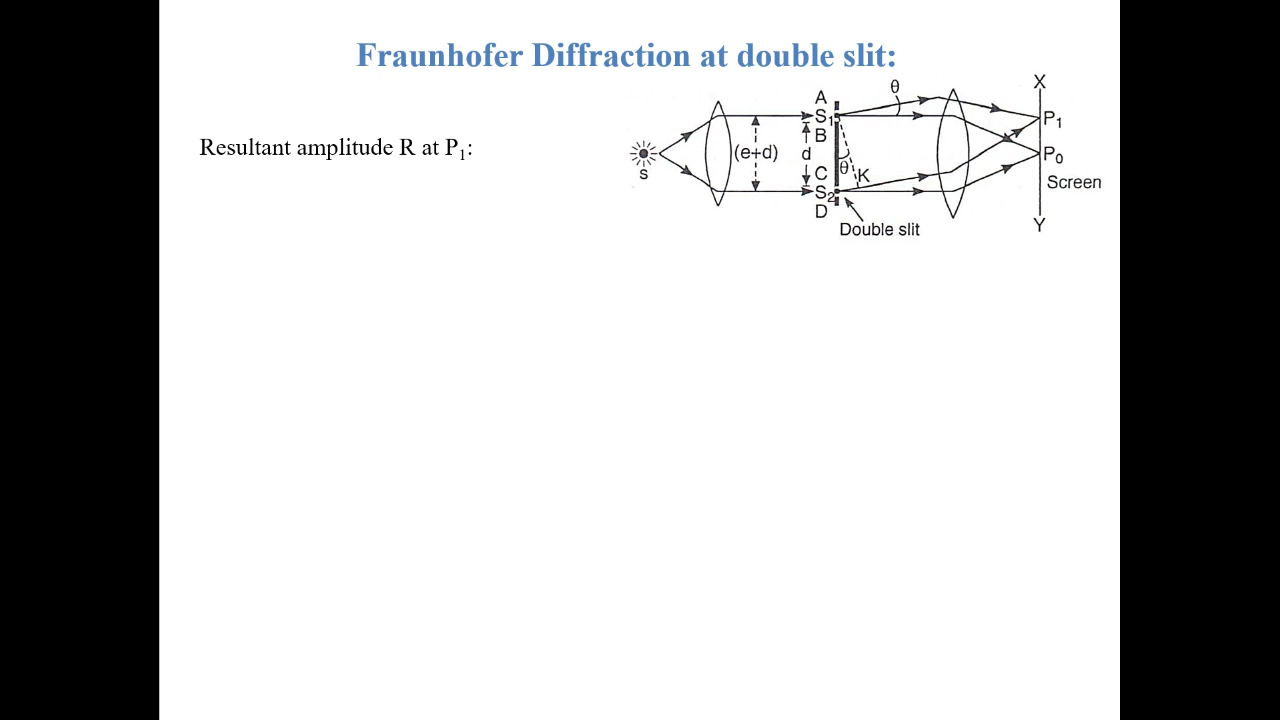 Fraunhofer Diffraction at double slit:
Resultant amplitude R at P₁:
X
θ
A
S₁
P₁
B
(e+d)
d
P₀
S
C
θ
K
Screen
S₂
D
Y
Double slit